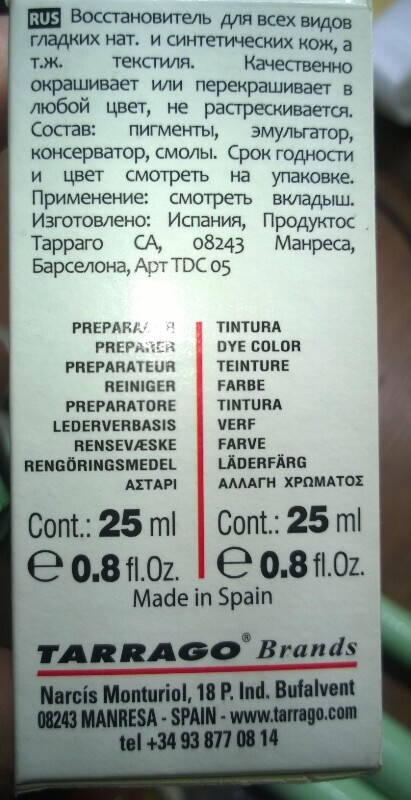 RUS Восстановитель для всех видов
гладких нат. и синтетических кож, а
т.ж. текстиля. Качественно
окрашивает или перекрашивает в
любой цвет, не растрескивается.
Состав: пигменты, эмульгатор,
консерватор, смолы. Срок годности
и цвет смотреть на упаковке.
Применение: смотреть вкладыш.
Изготовлено: Испания, Продуктос
Тарраго СА, 08243 Манреса,
Барселона, Арт TDC 05
TINTURA
PREPARER DYE COLOR
PREPARATEUR TEINTURE
REINIGER FARBE
PREPARATORE TINTURA
LEDERVERBASIS VERF
RENSEVÆSKE FARVE
RENGÖRINGSMEDEL LÄDERFÄRG
ΑΣΤΑΡΙ ΑΛΛΑΓΗ ΧΡΩΜΑΤΟΣ
Cont.: 25 ml Cont.: 25 ml
℮ 0.8 fl.Oz. ℮ 0.8 fl.Oz.
Made in Spain
TARRAGO® Brands
Narcís Monturiol, 18 P. Ind. Bufalvent
08243 MANRESA - SPAIN - www.tarrago.com
tel +34 93 877 08 14